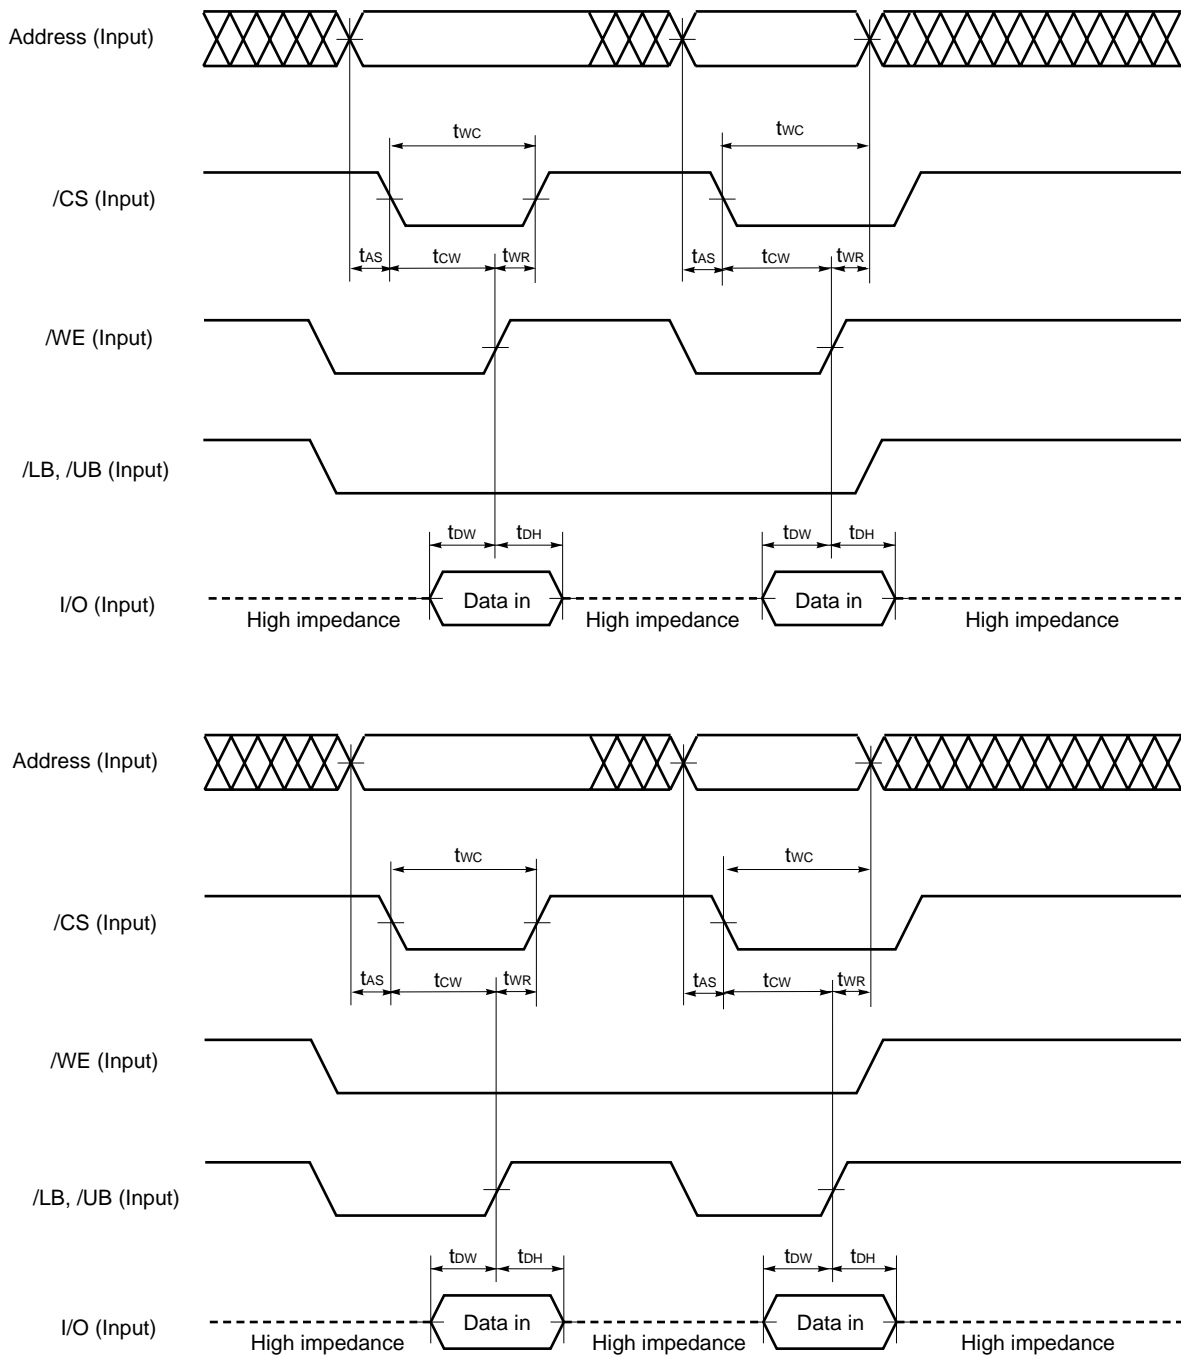 Address (Input)
tWC
tWC
/CS (Input)
tAS
tCW
tWR
tAS
tCW
tWR
/WE (Input)
/LB, /UB (Input)
tDW
tDH
tDW
tDH
I/O (Input)
Data in
Data in
High impedance
High impedance
High impedance
Address (Input)
tWC
tWC
/CS (Input)
tAS
tCW
tWR
tAS
tCW
tWR
/WE (Input)
/LB, /UB (Input)
tDW
tDH
tDW
tDH
I/O (Input)
Data in
Data in
High impedance
High impedance
High impedance